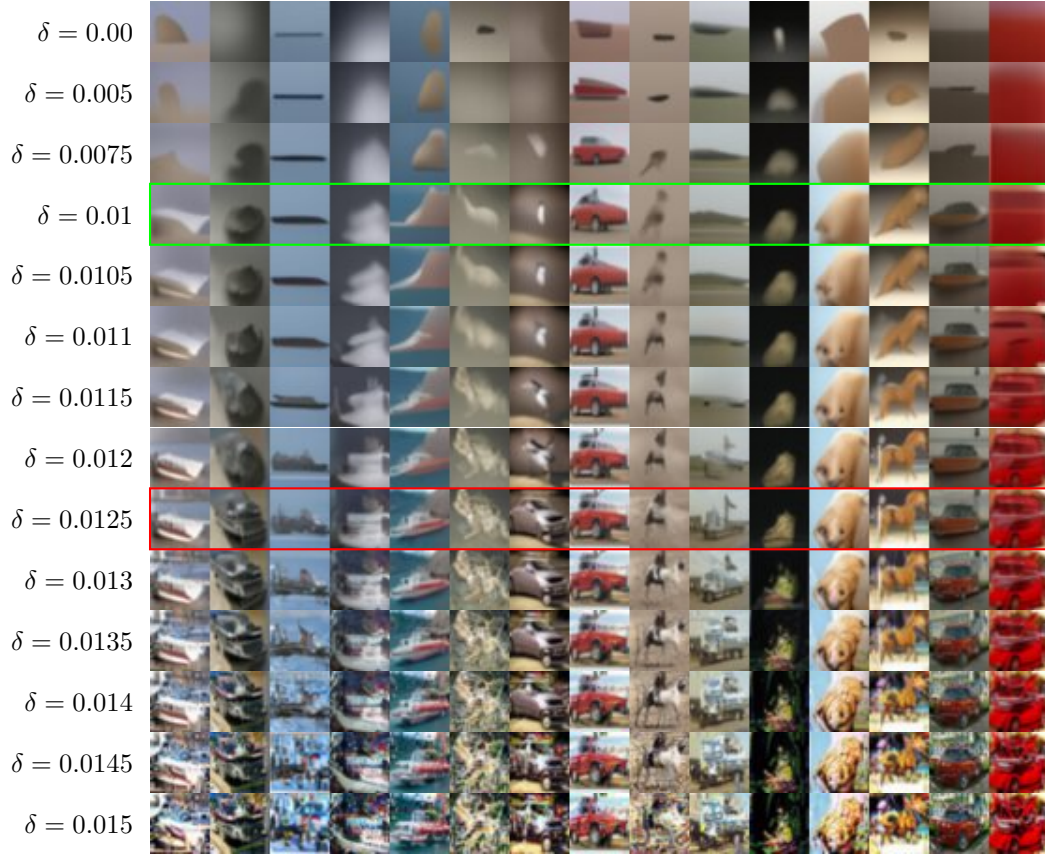 δ = 0.00
δ = 0.005
δ = 0.0075
δ = 0.01
δ = 0.0105
δ = 0.011
δ = 0.0115
δ = 0.012
δ = 0.0125
δ = 0.013
δ = 0.0135
δ = 0.014
δ = 0.0145
δ = 0.015